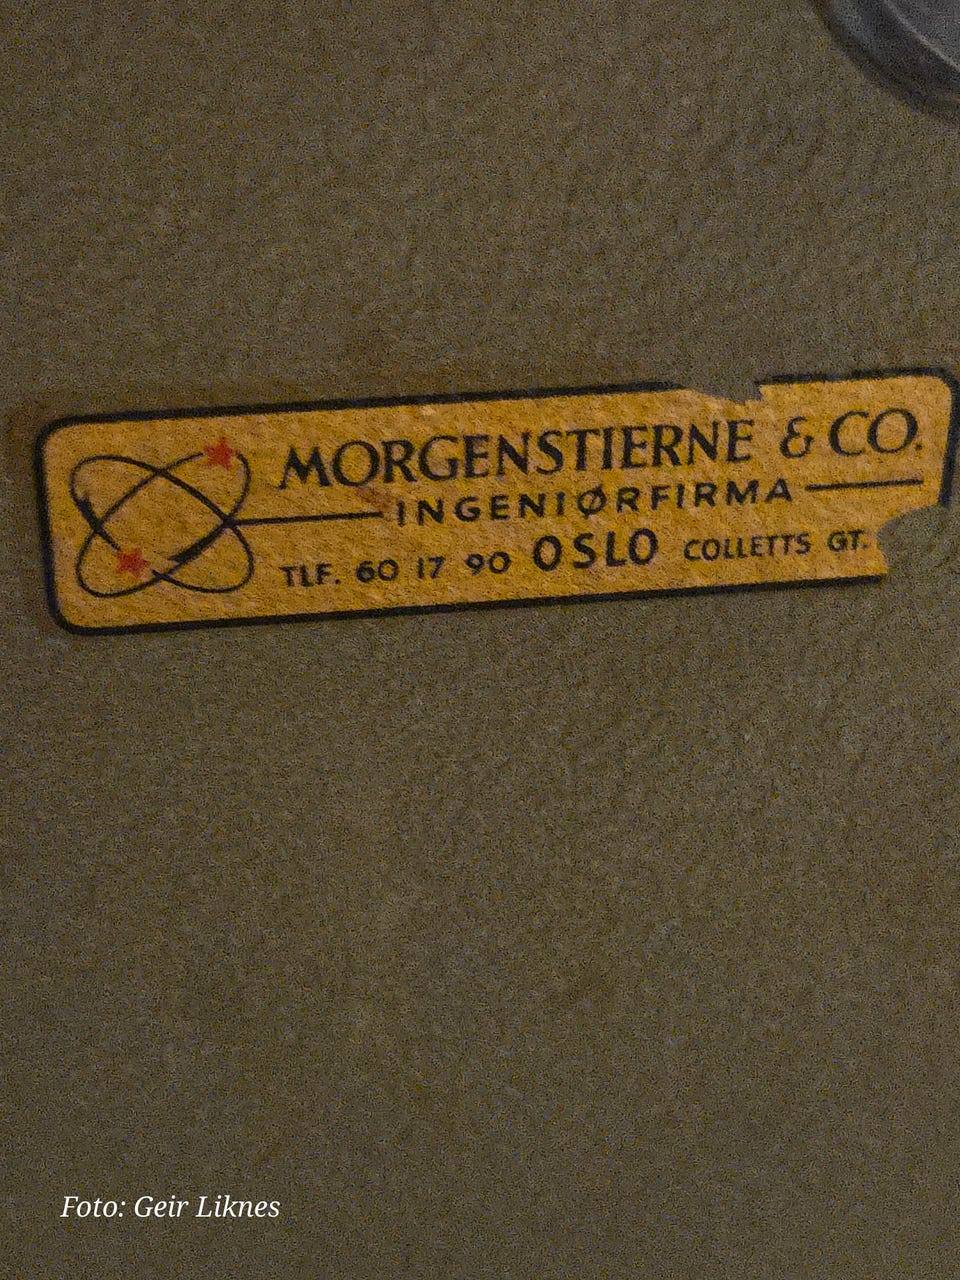 MORGENSTIERNE & CO.
INGENIØRFIRMA
TLF. 60 17 90 OSLO COLLETTS GT.
Foto: Geir Liknes